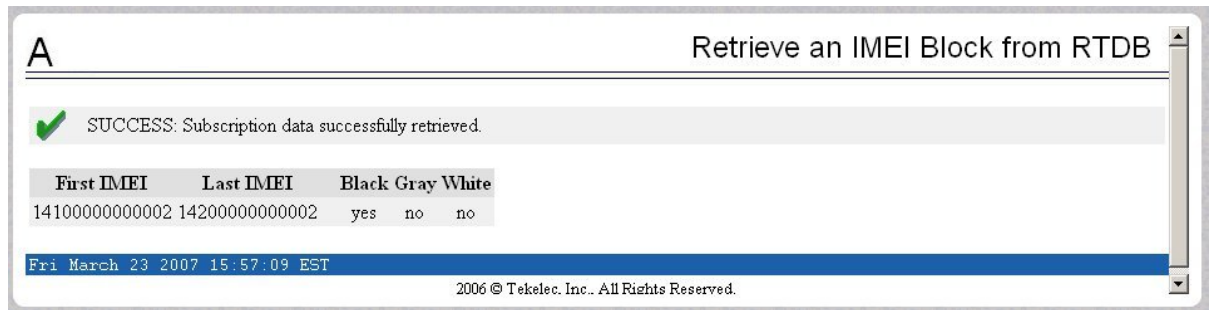 A
Retrieve an IMEI Block from RTDB
SUCCESS: Subscription data successfully retrieved.
First IMEI Last IMEI Black Gray White
14100000000002 14200000000002 yes no no
Fri March 23 2007 15:57:09 EST
2006 © Tekelec, Inc., All Rights Reserved.